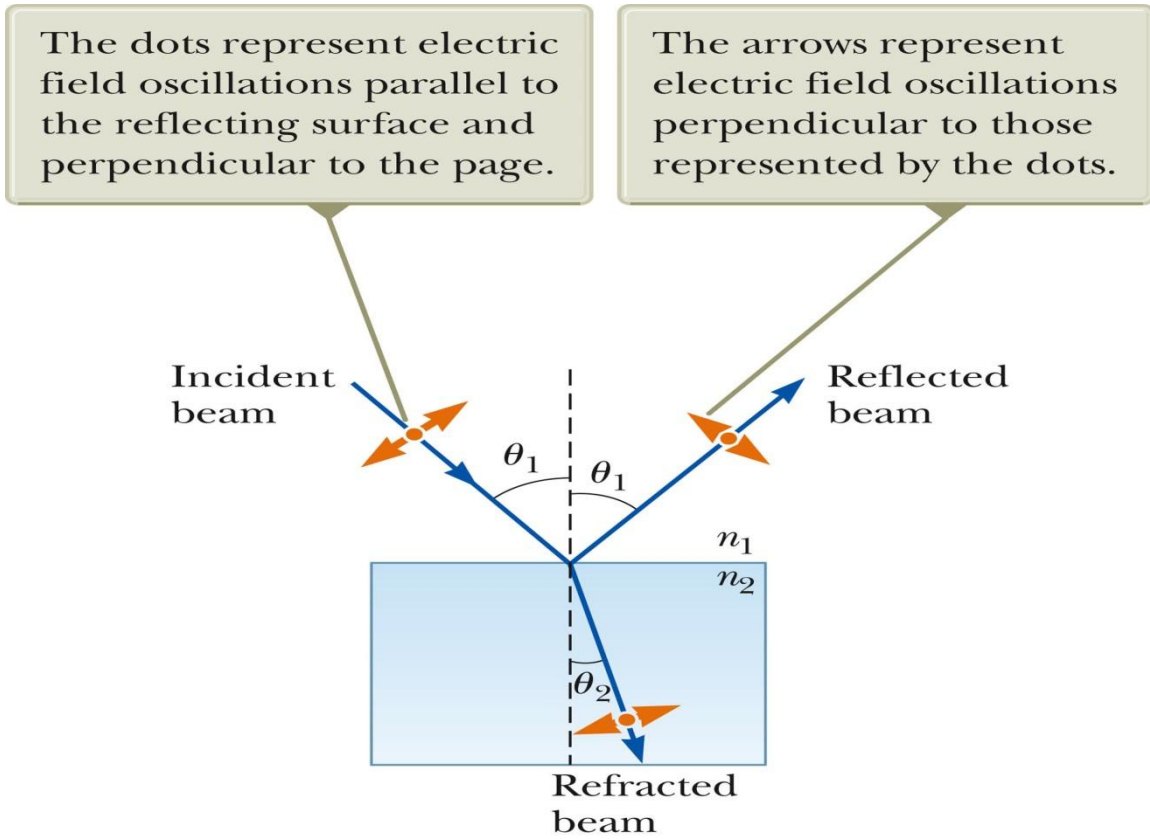 The dots represent electric
field oscillations parallel to
the reflecting surface and
perpendicular to the page.
The arrows represent
electric field oscillations
perpendicular to those
represented by the dots.
Incident
beam
Reflected
beam
θ1
θ1
n1
n2
θ2
Refracted
beam